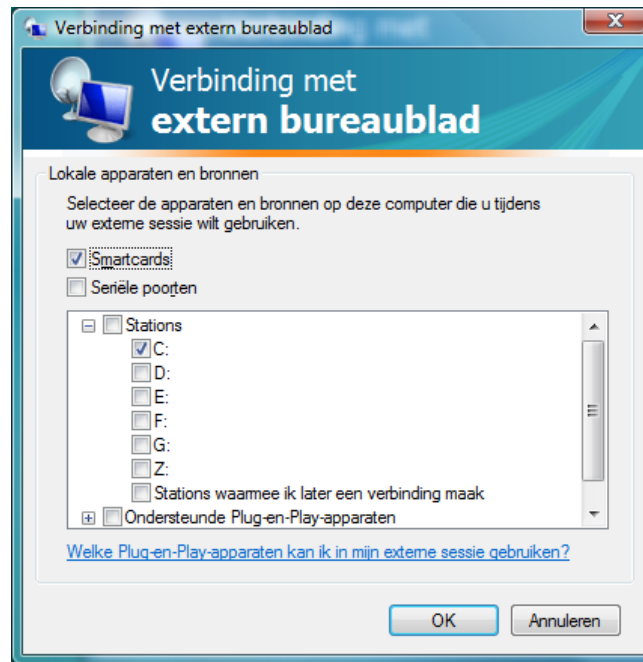 Verbinding met extern bureaublad
Verbinding met
extern bureaublad
Lokale apparaten en bronnen
Selecteer de apparaten en bronnen op deze computer die u tijdens
uw externe sessie wilt gebruiken.
Smartcards
Seriële poorten
Stations
C:
D:
E:
F:
G:
Z:
Stations waarmee ik later een verbinding maak
Ondersteunde Plug-en-Play-apparaten
Welke Plug-en-Play-apparaten kan ik in mijn externe sessie gebruiken?
OK Annuleren